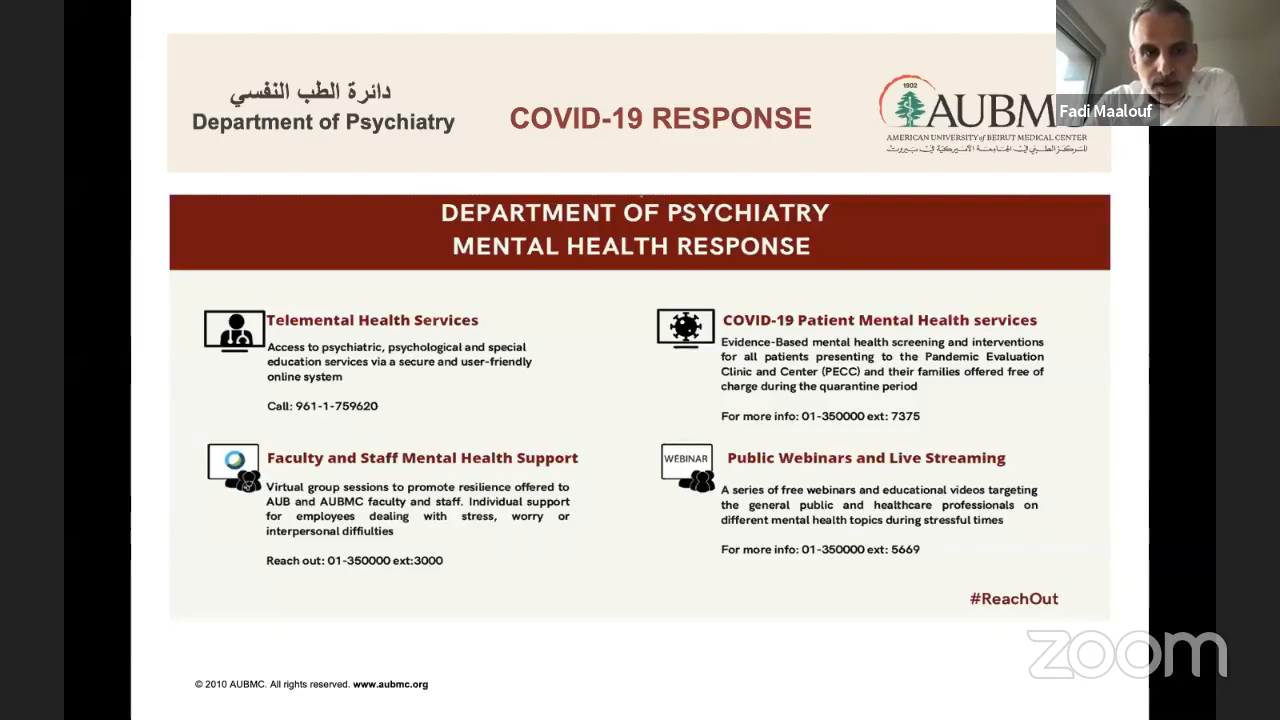 دائرة الطب النفسي
Department of Psychiatry
COVID-19 RESPONSE
1902
AUBM
AMERICAN UNIVERSITY of BEIRUT MEDICAL CENTER
المركز الطبي في الجامعة الأميركية في بيروت
Fadi Maalouf
DEPARTMENT OF PSYCHIATRY
MENTAL HEALTH RESPONSE
Telemental Health Services
Access to psychiatric, psychological and special
education services via a secure and user-friendly
online system
Call: 961-1-759620
COVID-19 Patient Mental Health services
Evidence-Based mental health screening and interventions
for all patients presenting to the Pandemic Evaluation
Clinic and Center (PECC) and their families offered free of
charge during the quarantine period
For more info: 01-350000 ext: 7375
Faculty and Staff Mental Health Support
Virtual group sessions to promote resilience offered to
AUB and AUBMC faculty and staff. Individual support
for employees dealing with stress, worry or
interpersonal diffiulties
Reach out: 01-350000 ext:3000
WEBINAR
Public Webinars and Live Streaming
A series of free webinars and educational videos targeting
the general public and healthcare professionals on
different mental health topics during stressful times
For more info: 01-350000 ext: 5669
#ReachOut
zoom
© 2010 AUBMC. All rights reserved. www.aubmc.org